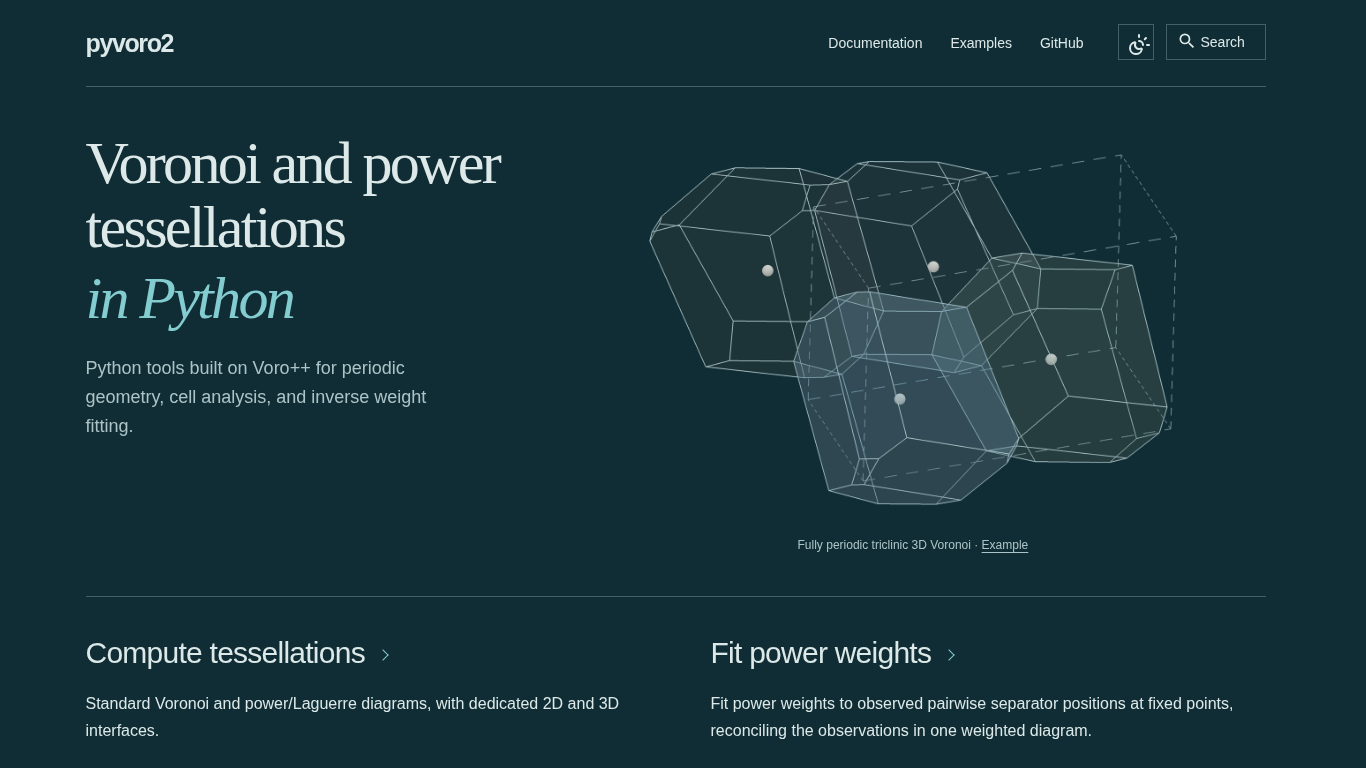 pyvoro2
Documentation
Examples
GitHub
Search
Voronoi and power
tessellations
in Python
Python tools built on Voro++ for periodic
geometry, cell analysis, and inverse weight
fitting.
Fully periodic triclinic 3D Voronoi · Example
Compute tessellations
Standard Voronoi and power/Laguerre diagrams, with dedicated 2D and 3D
interfaces.
Fit power weights
Fit power weights to observed pairwise separator positions at fixed points,
reconciling the observations in one weighted diagram.